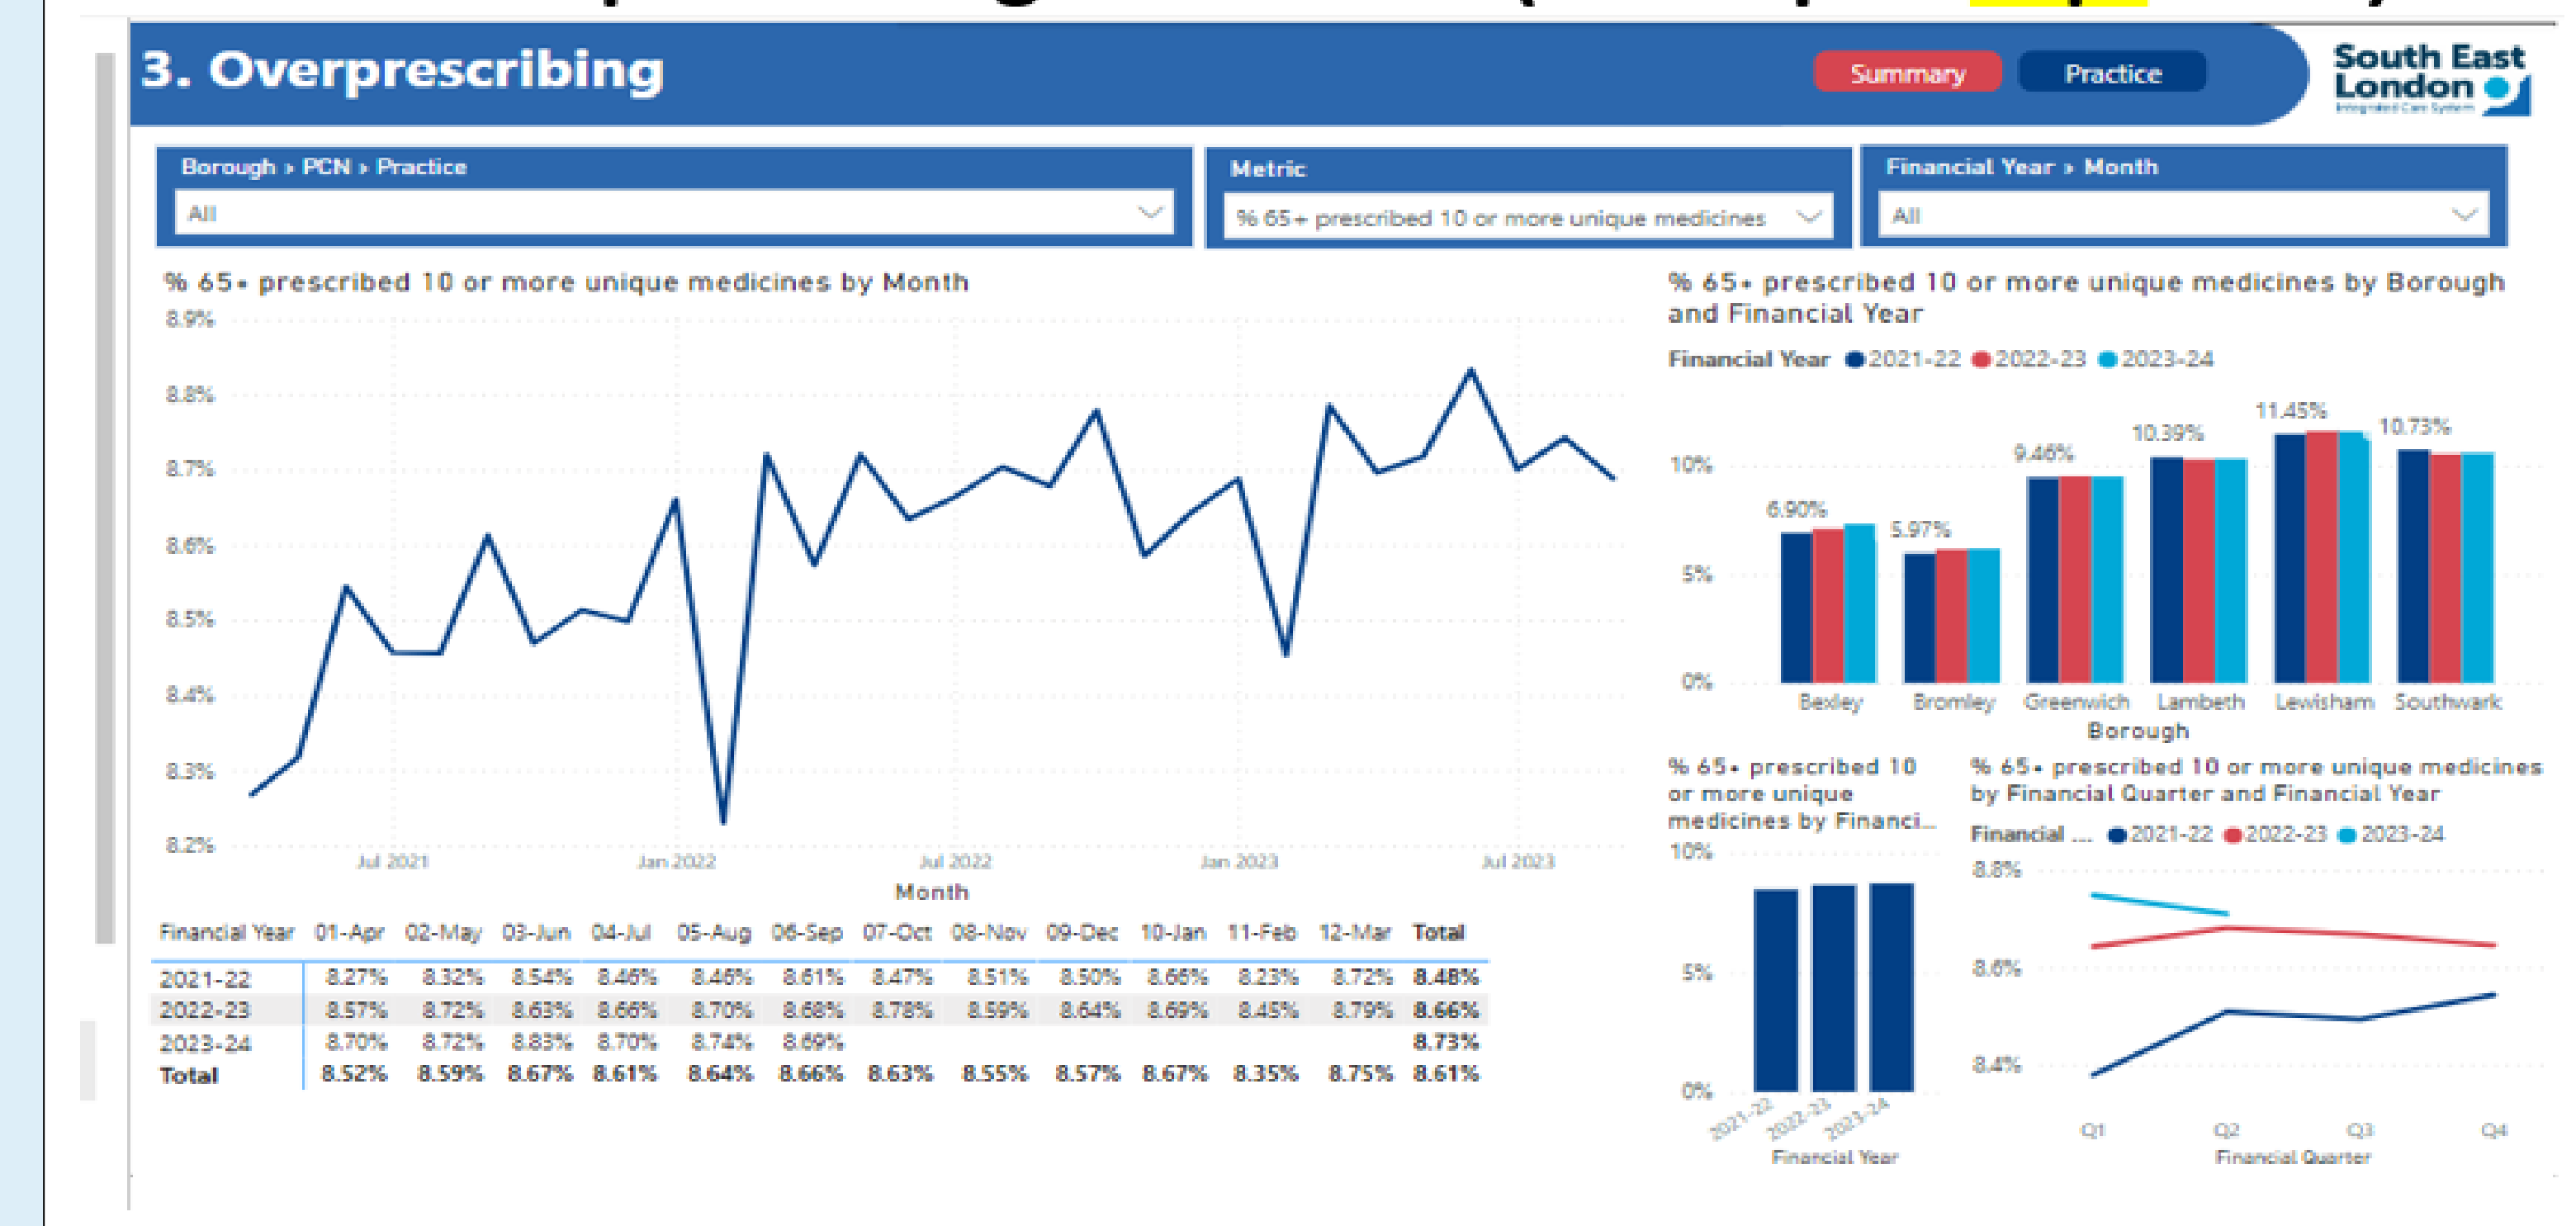 3. Overprescribing
Summary
Practice
South East
London
Integrated Care System
Borough > PCN > Practice
All
Metric
% 65+ prescribed 10 or more unique medicines
Financial Year > Month
All
% 65+ prescribed 10 or more unique medicines by Month
8.9%
8.8%
8.7%
8.6%
8.5%
8.4%
8.3%
8.2%
Jul 2021 Jan 2022 Jul 2022 Jan 2023 Jul 2023
Month
Financial Year 01-Apr 02-May 03-Jun 04-Jul 05-Aug 06-Sep 07-Oct 08-Nov 09-Dec 10-Jan 11-Feb 12-Mar Total
2021-22 8.27% 8.32% 8.54% 8.46% 8.46% 8.61% 8.47% 8.51% 8.50% 8.66% 8.23% 8.72% 8.48%
2022-23 8.57% 8.72% 8.63% 8.66% 8.70% 8.68% 8.78% 8.59% 8.64% 8.69% 8.45% 8.79% 8.66%
2023-24 8.70% 8.72% 8.83% 8.70% 8.74% 8.69% 8.73%
Total 8.52% 8.59% 8.67% 8.61% 8.64% 8.66% 8.63% 8.55% 8.57% 8.67% 8.35% 8.75% 8.61%
% 65+ prescribed 10 or more unique medicines by Borough
and Financial Year
Financial Year 2021-22 2022-23 2023-24
10%
5%
0%
6.90%
5.97%
9.46%
10.39%
11.45%
10.73%
Bexley Bromley Greenwich Lambeth Lewisham Southwark
Borough
% 65+ prescribed 10
or more unique
medicines by Financi...
10%
5%
0%
2021-22 2022-23 2023-24
Financial Year
% 65+ prescribed 10 or more unique medicines
by Financial Quarter and Financial Year
Financial ... 2021-22 2022-23 2023-24
8.8%
8.6%
8.4%
Q1 Q2 Q3 Q4
Financial Quarter